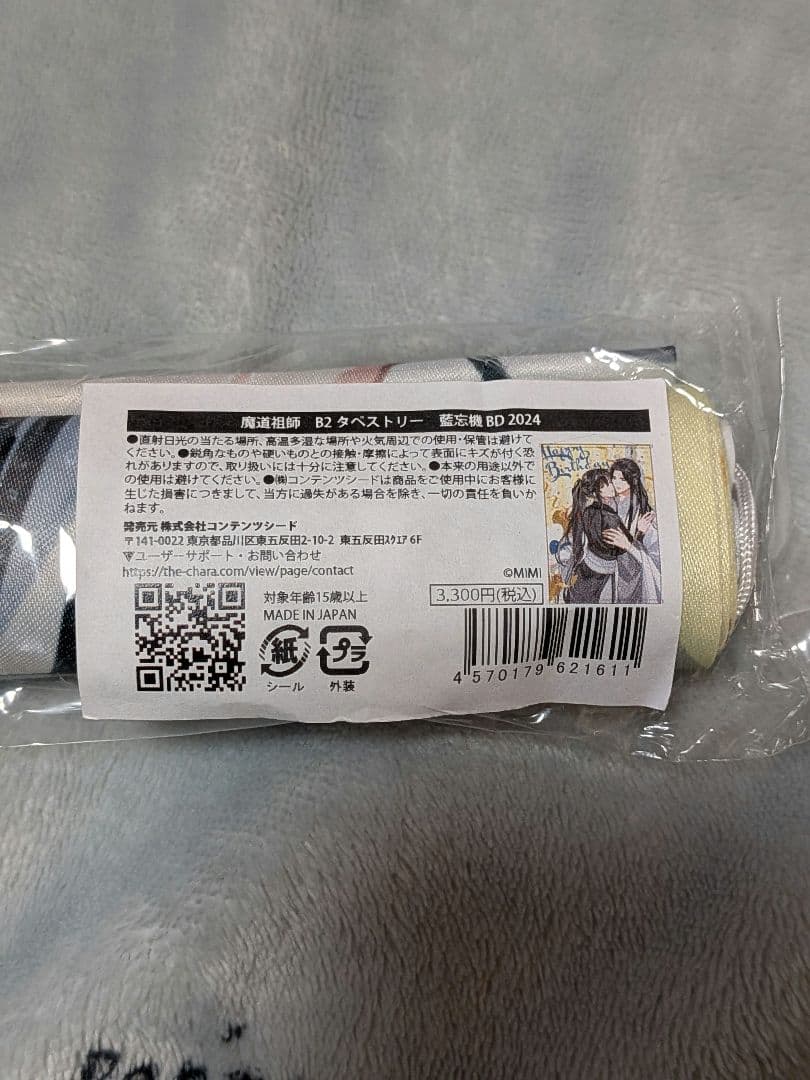 魔道祖師 B2 タペストリー 藍忘機 BD 2024
●直射日光の当たる場所、高温多湿な場所や火気周辺での使用・保管は避けて
ください。●鋭角なものや硬いものとの接触・摩擦によって表面にキズが付く恐
れがありますので、取り扱いには十分に注意してください。●本来の用途以外で
の使用は避けてください。●㈱コンテンツシードは商品をご使用中にお客様に
生じた損害につきまして、当方に過失がある場合を除き、一切の責任を負いか
ねます。
発売元 株式会社コンテンツシード
〒141-0022 東京都品川区東五反田2-10-2 東五反田ｽｸｴｱ 6F
▼ユーザーサポート・お問い合わせ
https://the-chara.com/view/page/contact
Happy
Birthday
©MIMI
対象年齢15歳以上
MADE IN JAPAN
3,300円(税込)
紙
プラ
シール
外装
4 570179 621611